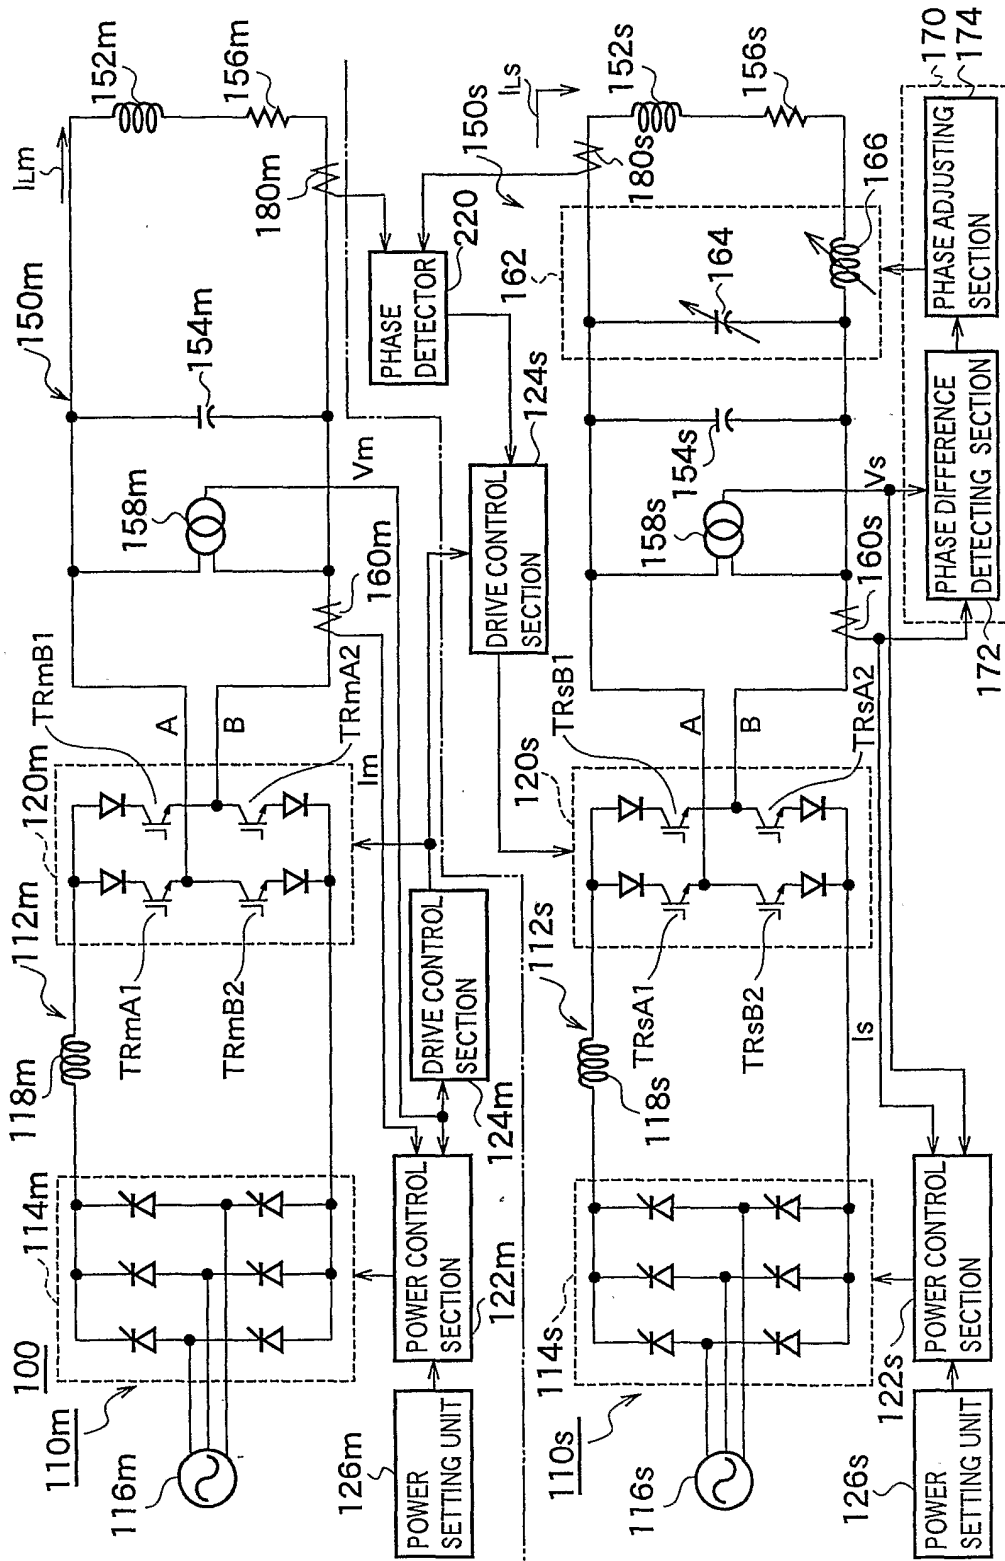 100
110m
112m
114m
116m
118m
120m
TRmA1
TRmB1
TRmB2
TRmA2
A
B
Im
Vm
150m
ILm
152m
154m
156m
158m
160m
180m
POWER
SETTING UNIT
126m
POWER CONTROL
SECTION
122m
DRIVE CONTROL
SECTION
124m
PHASE
DETECTOR
220
DRIVE CONTROL
SECTION
124s
110s
112s
114s
116s
118s
120s
TRsA1
TRsB1
TRsB2
TRsA2
A
B
Is
Vs
150s
ILs
152s
154s
156s
158s
160s
162
164
166
180s
POWER
SETTING UNIT
126s
POWER CONTROL
SECTION
122s
PHASE DIFFERENCE
DETECTING SECTION
172
PHASE ADJUSTING
SECTION
174
170